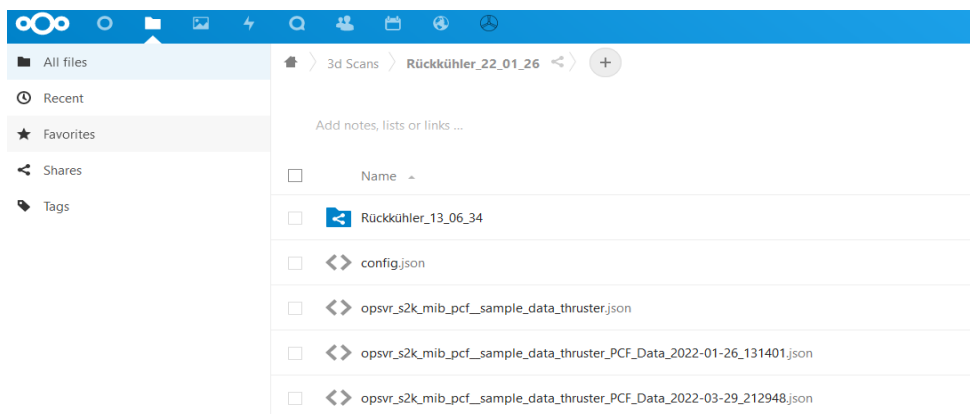 All files
Recent
Favorites
Shares
Tags
3d Scans
Rückkühler_22_01_26
Add notes, lists or links ...
Name
Rückkühler_13_06_34
config.json
opsvr_s2k_mib_pcf__sample_data_thruster.json
opsvr_s2k_mib_pcf__sample_data_thruster_PCF_Data_2022-01-26_131401.json
opsvr_s2k_mib_pcf__sample_data_thruster_PCF_Data_2022-03-29_212948.json